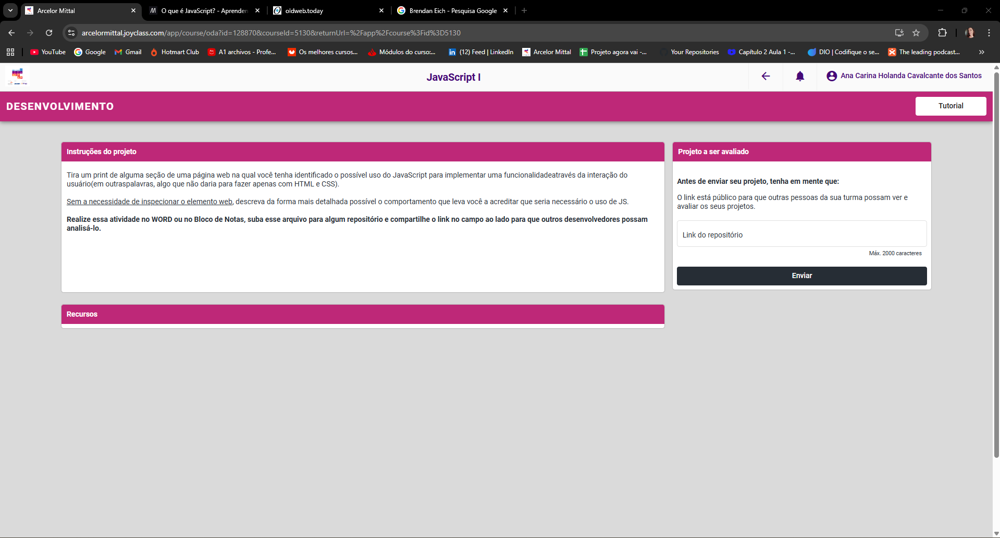 Arcelor Mittal
O que é JavaScript? - Aprenden
oldweb.today
Brendan Eich - Pesquisa Google
arcelormittal.joyclass.com/app/course/oda?id=128870&courseId=5130&returnUrl=%2Fapp%2Fcourse%3Fid%3D5130
YouTube
Google
Gmail
Hotmart Club
A1 archivos - Profe...
Os melhores cursos...
Módulos do curso:...
(12) Feed | LinkedIn
Arcelor Mittal
Projeto agora vai -...
Your Repositories
Capítulo 2 Aula 1 -...
DIO | Codifique o se...
The leading podcast...
JavaScript I
Ana Carina Holanda Cavalcante dos Santos
DESENVOLVIMENTO
Tutorial
Instruções do projeto
Tira um print de alguma seção de uma página web na qual você tenha identificado o possível uso do JavaScript para implementar uma funcionalidadeatravés da interação do
usuário(em outraspalavras, algo que não daria para fazer apenas com HTML e CSS).
Sem a necessidade de inspecionar o elemento web, descreva da forma mais detalhada possível o comportamento que leva você a acreditar que seria necessário o uso de JS.
Realize essa atividade no WORD ou no Bloco de Notas, suba esse arquivo para algum repositório e compartilhe o link no campo ao lado para que outros desenvolvedores possam
analisá-lo.
Projeto a ser avaliado
Antes de enviar seu projeto, tenha em mente que:
O link está público para que outras pessoas da sua turma possam ver e
avaliar os seus projetos.
Link do repositório
Máx. 2000 caracteres
Enviar
Recursos